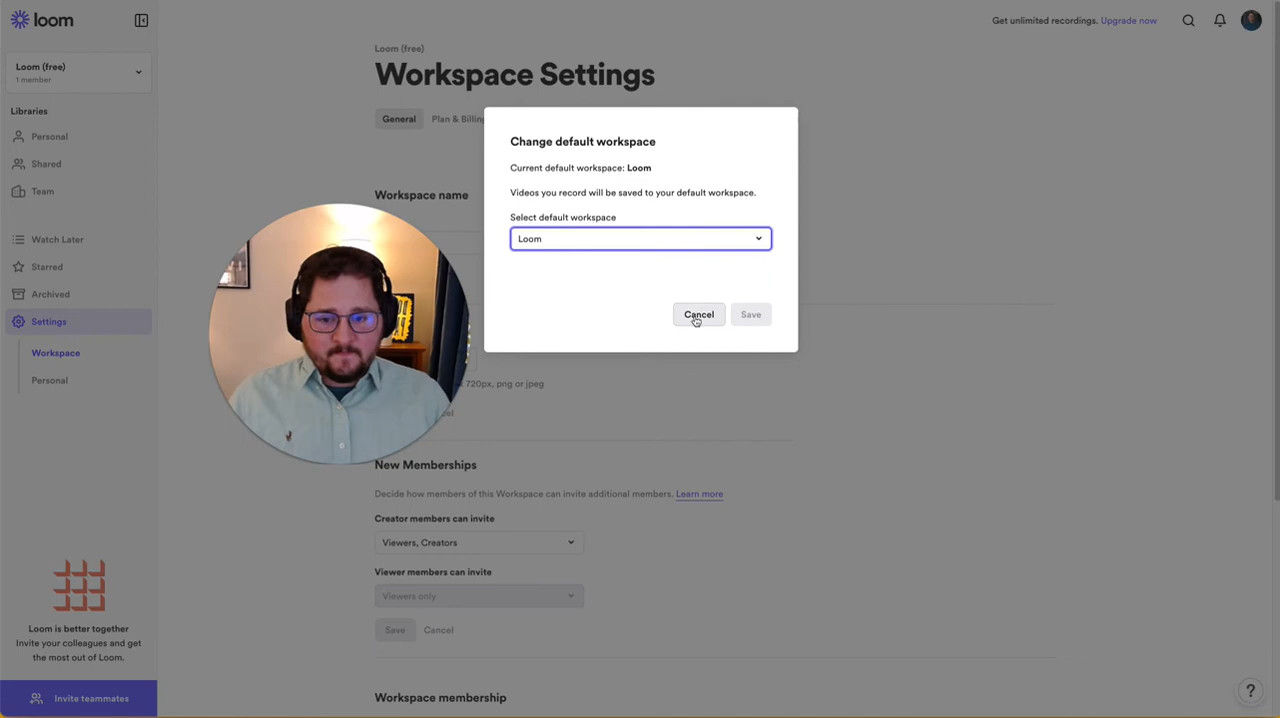 loom
Get unlimited recordings. Upgrade now
Loom (free)
1 member
Loom (free)
Workspace Settings
Libraries
Personal
Shared
Team
Watch Later
Starred
Archived
Settings
Workspace
Personal
General
Plan & Billing
Workspace name
Change default workspace
Current default workspace: Loom
Videos you record will be saved to your default workspace.
Select default workspace
Loom
Cancel
Save
720px, png or jpeg
New Memberships
Decide how members of this Workspace can invite additional members. Learn more
Creator members can invite
Viewers, Creators
Viewer members can invite
Viewers only
Save
Cancel
Workspace membership
Loom is better together
Invite your colleagues and get
the most out of Loom.
Invite teammates
?